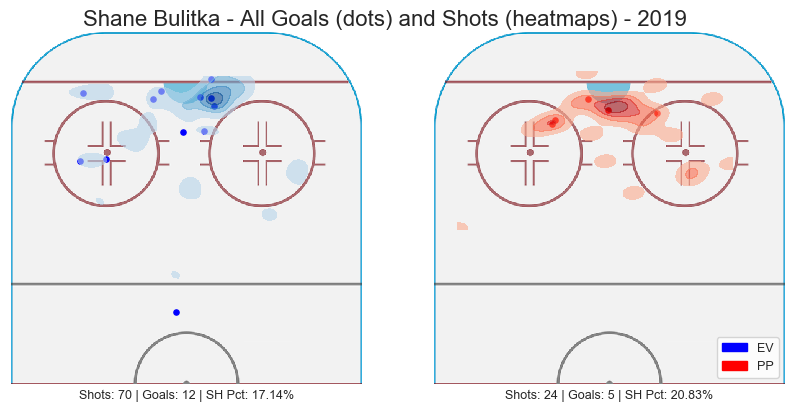 Shane Bulitka - All Goals (dots) and Shots (heatmaps) - 2019
EV
PP
Shots: 70 | Goals: 12 | SH Pct: 17.14%
Shots: 24 | Goals: 5 | SH Pct: 20.83%